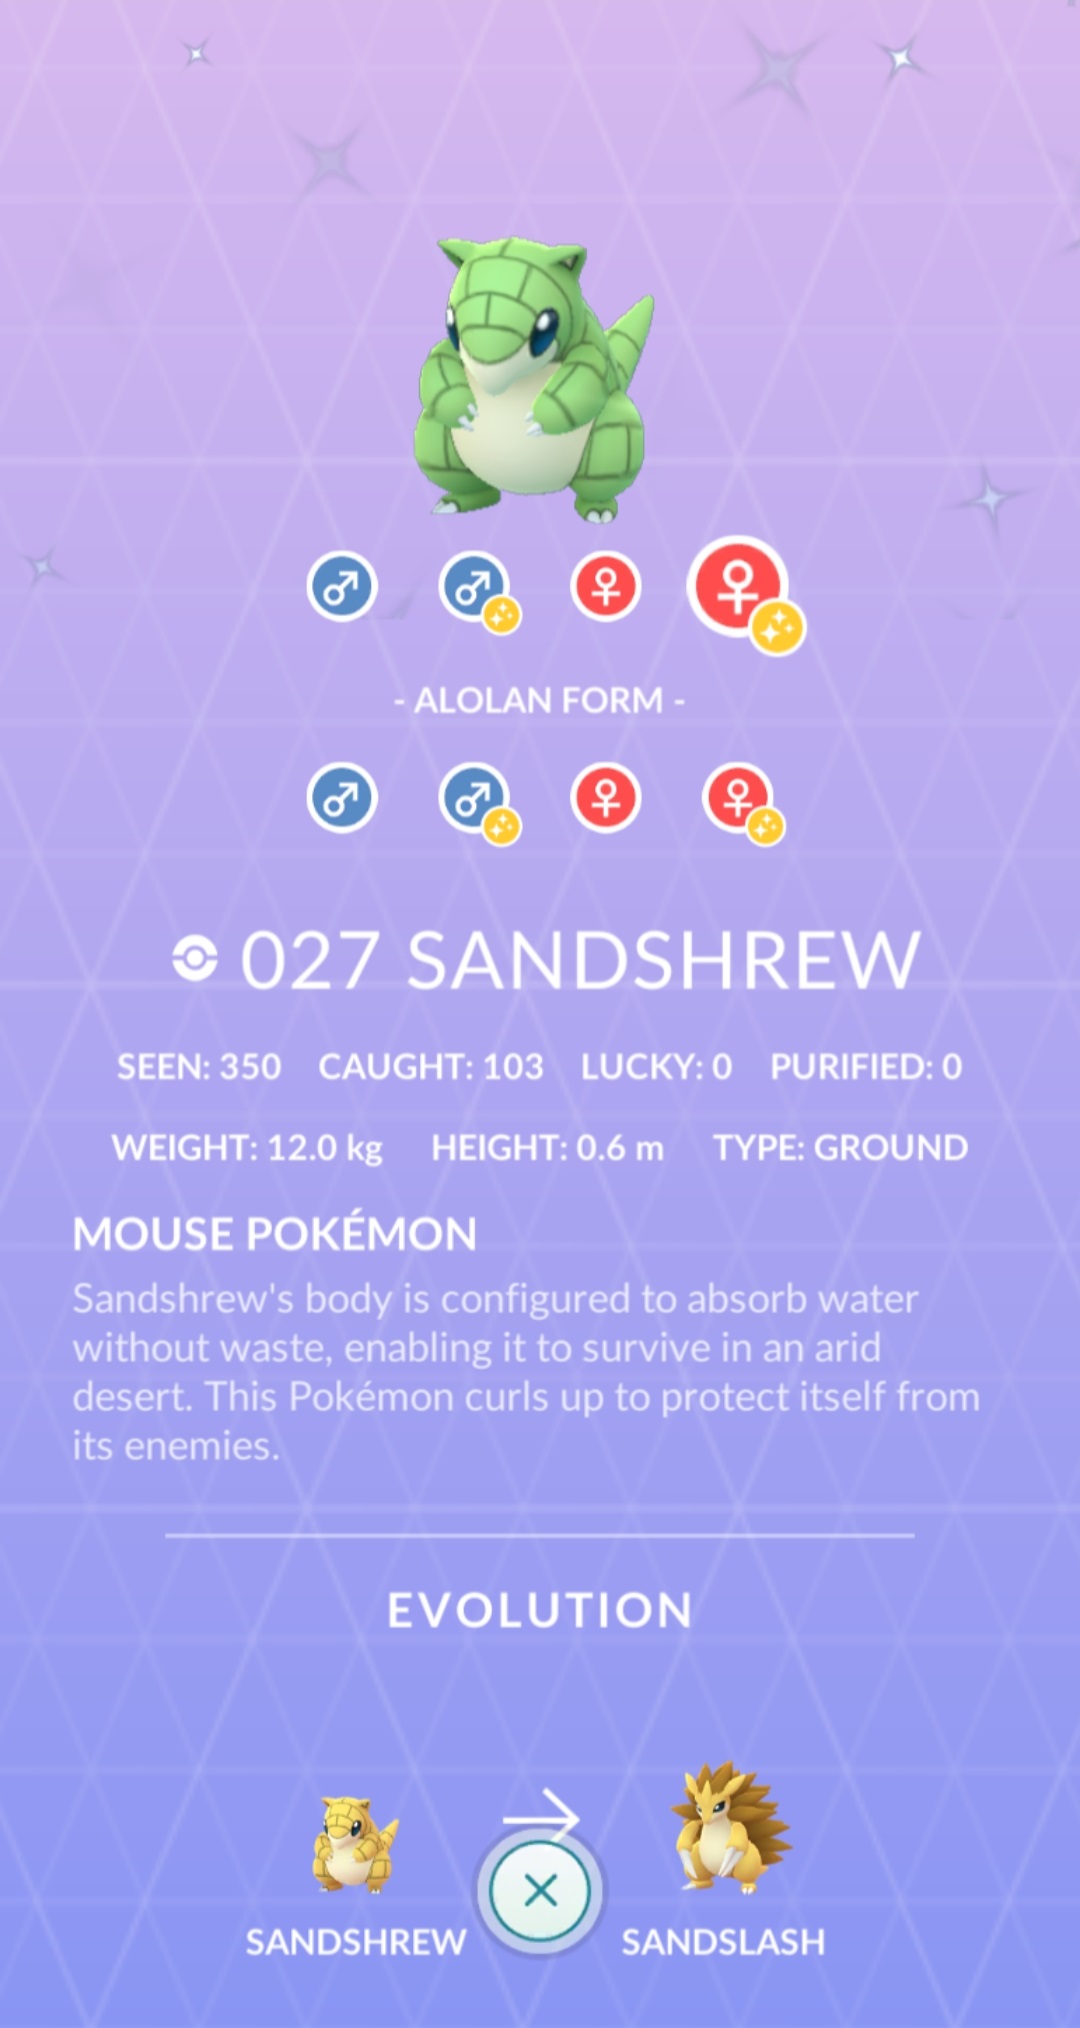 - ALOLAN FORM -
027 SANDSHREW
SEEN: 350 CAUGHT: 103 LUCKY: 0 PURIFIED: 0
WEIGHT: 12.0 kg HEIGHT: 0.6 m TYPE: GROUND
MOUSE POKÉMON
Sandshrew's body is configured to absorb water
without waste, enabling it to survive in an arid
desert. This Pokémon curls up to protect itself from
its enemies.
EVOLUTION
SANDSHREW SANDSLASH